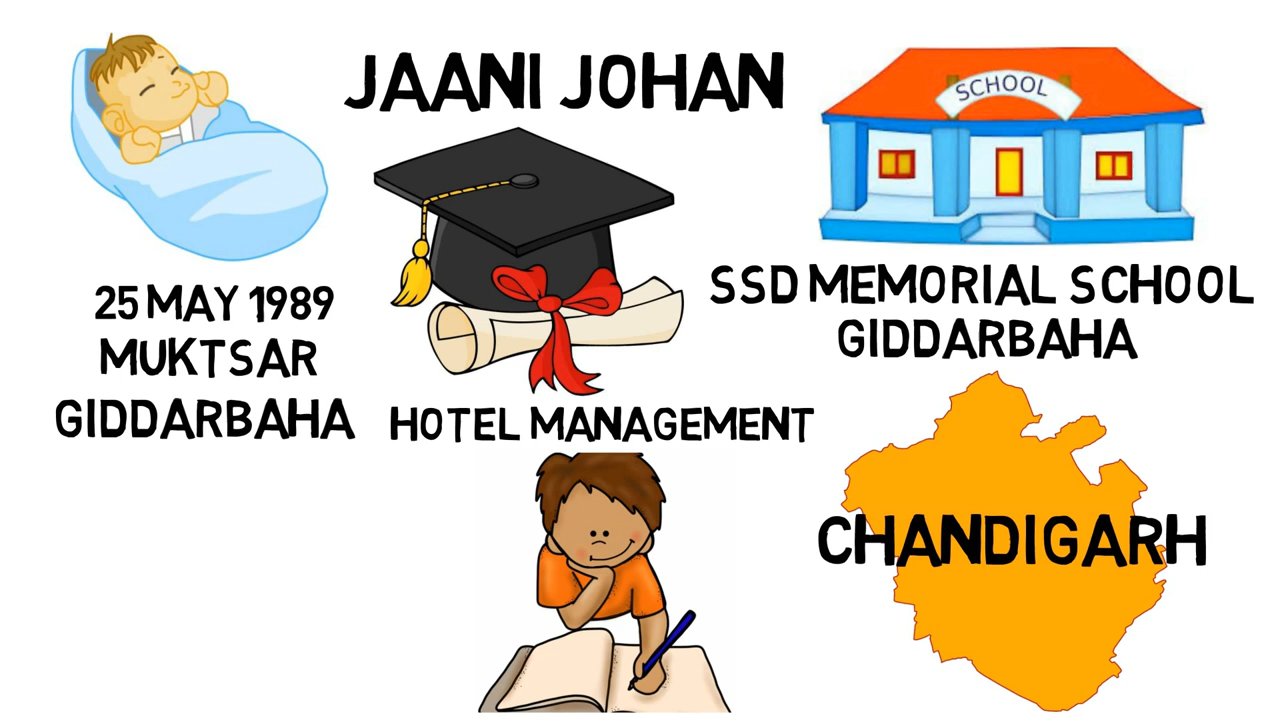 JAANI JOHAN
SCHOOL
25 MAY 1989
MUKTSAR
GIDDARBAHA
SSD MEMORIAL SCHOOL
GIDDARBAHA
HOTEL MANAGEMENT
CHANDIGARH